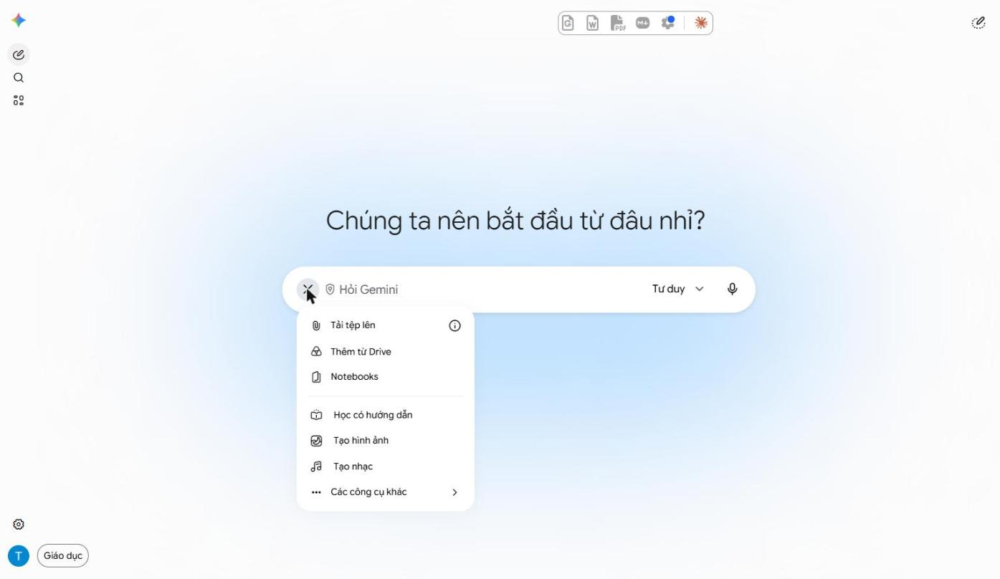 G
W
PDF
M+
Chúng ta nên bắt đầu từ đâu nhỉ?
Hỏi Gemini
Tư duy
Tải tệp lên
Thêm từ Drive
Notebooks
Học có hướng dẫn
Tạo hình ảnh
Tạo nhạc
Các công cụ khác
T
Giáo dục